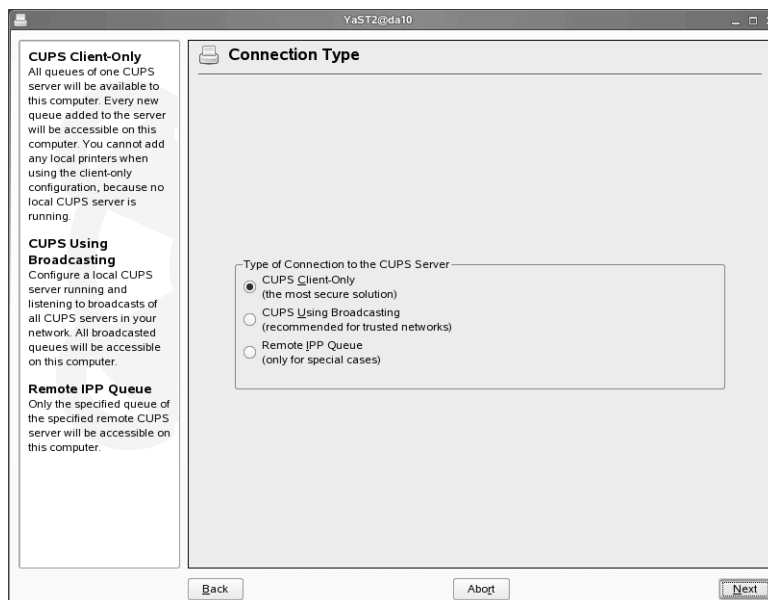 YaST2@da10
CUPS Client-Only
All queues of one CUPS
server will be available to
this computer. Every new
queue added to the server
will be accessible on this
computer. You cannot add
any local printers when
using the client-only
configuration, because no
local CUPS server is
running.
CUPS Using
Broadcasting
Configure a local CUPS
server running and
listening to broadcasts of
all CUPS servers in your
network. All broadcasted
queues will be accessible
on this computer.
Remote IPP Queue
Only the specified queue of
the specified remote CUPS
server will be accessible on
this computer.
Connection Type
Type of Connection to the CUPS Server
CUPS Client-Only
(the most secure solution)
CUPS Using Broadcasting
(recommended for trusted networks)
Remote IPP Queue
(only for special cases)
Back
Abort
Next